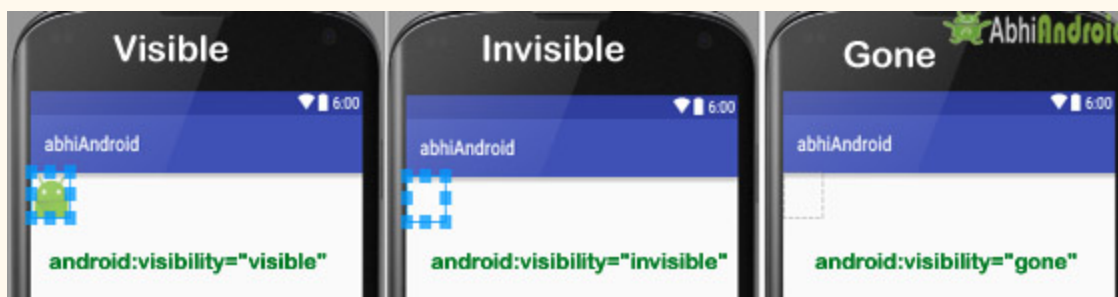 Visible
6:00
abhiAndroid
android:visibility="visible"
Invisible
6:00
abhiAndroid
android:visibility="invisible"
AbhiAndroid
Gone
6:00
abhiAndroid
android:visibility="gone"